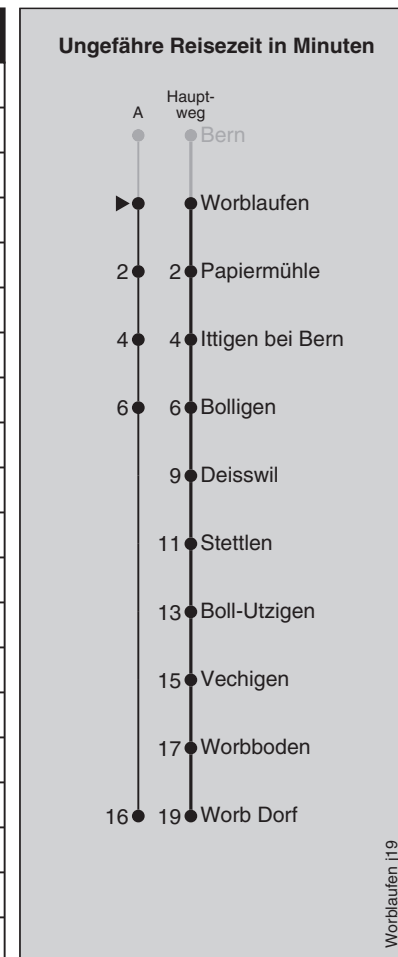 Ungefähre Reisezeit in Minuten
A Haupt-
weg
Bern
Worblaufen
2 2 Papiermühle
4 4 Ittigen bei Bern
6 6 Bolligen
9 Deisswil
11 Stettlen
13 Boll-Utzigen
15 Vechigen
17 Worbboden
16 19 Worb Dorf
Worblaufen i19